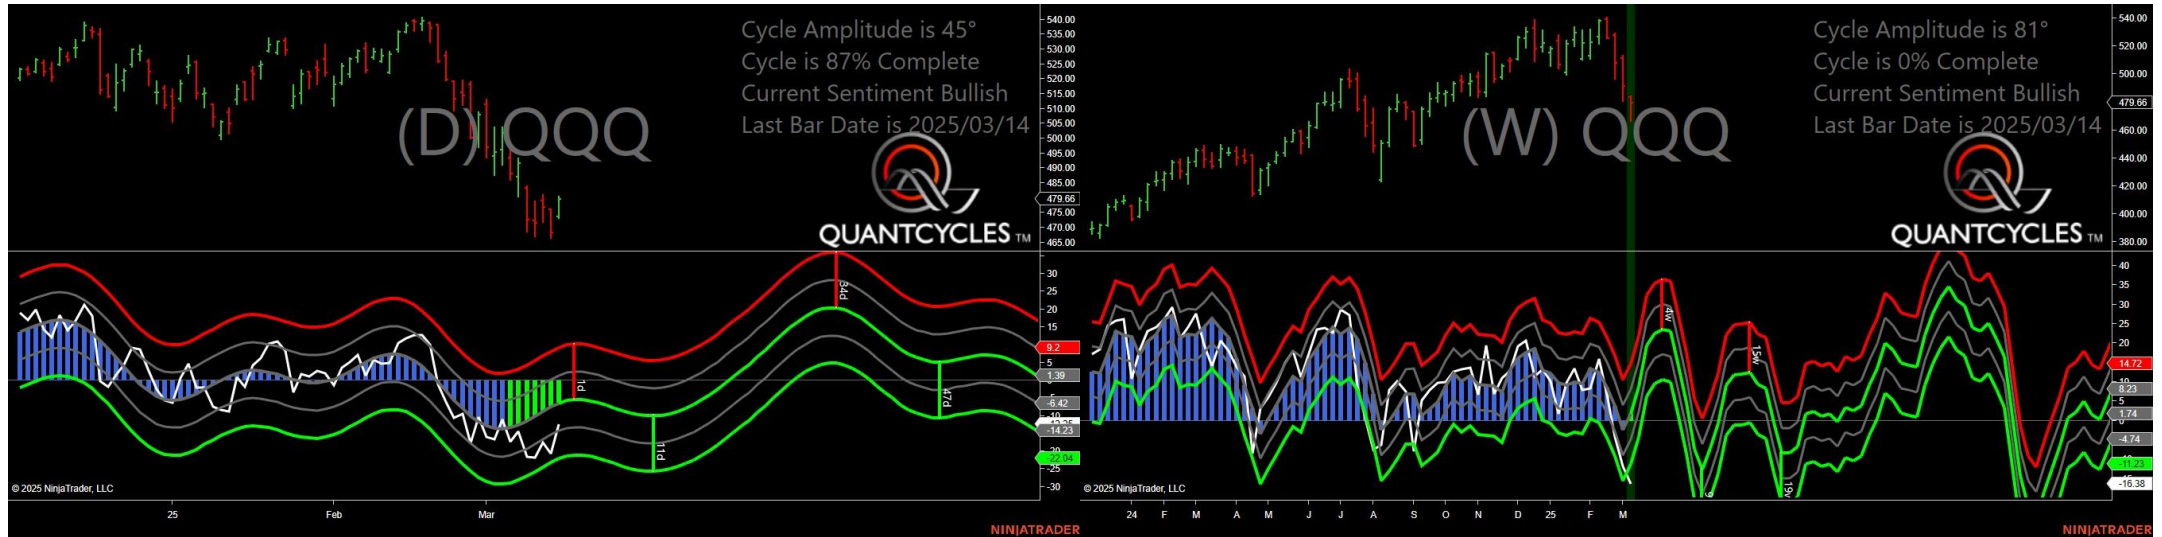 Cycle Amplitude is 45°
Cycle is 87% Complete
Current Sentiment Bullish
Last Bar Date is 2025/03/14
(D) QQQ
QUANTCYCLES TM
540.00
535.00
530.00
525.00
520.00
515.00
510.00
505.00
500.00
495.00
490.00
485.00
479.66
475.00
470.00
465.00
30
25
20
15
9.2
5
1.39
-6.42
-10
-14.23
-22.04
-25
-30
1d
11d
34d
47d
© 2025 NinjaTrader, LLC
25
Feb
Mar
NINJATRADER
Cycle Amplitude is 81°
Cycle is 0% Complete
Current Sentiment Bullish
Last Bar Date is 2025/03/14
(W) QQQ
QUANTCYCLES TM
540.00
520.00
500.00
479.66
460.00
440.00
420.00
400.00
380.00
40
35
30
25
20
14.72
10
8.23
5
1.74
0
-4.74
-11.23
-16.38
4w
15w
© 2025 NinjaTrader, LLC
24
F
M
A
M
J
J
A
S
O
N
D
25
F
M
NINJATRADER